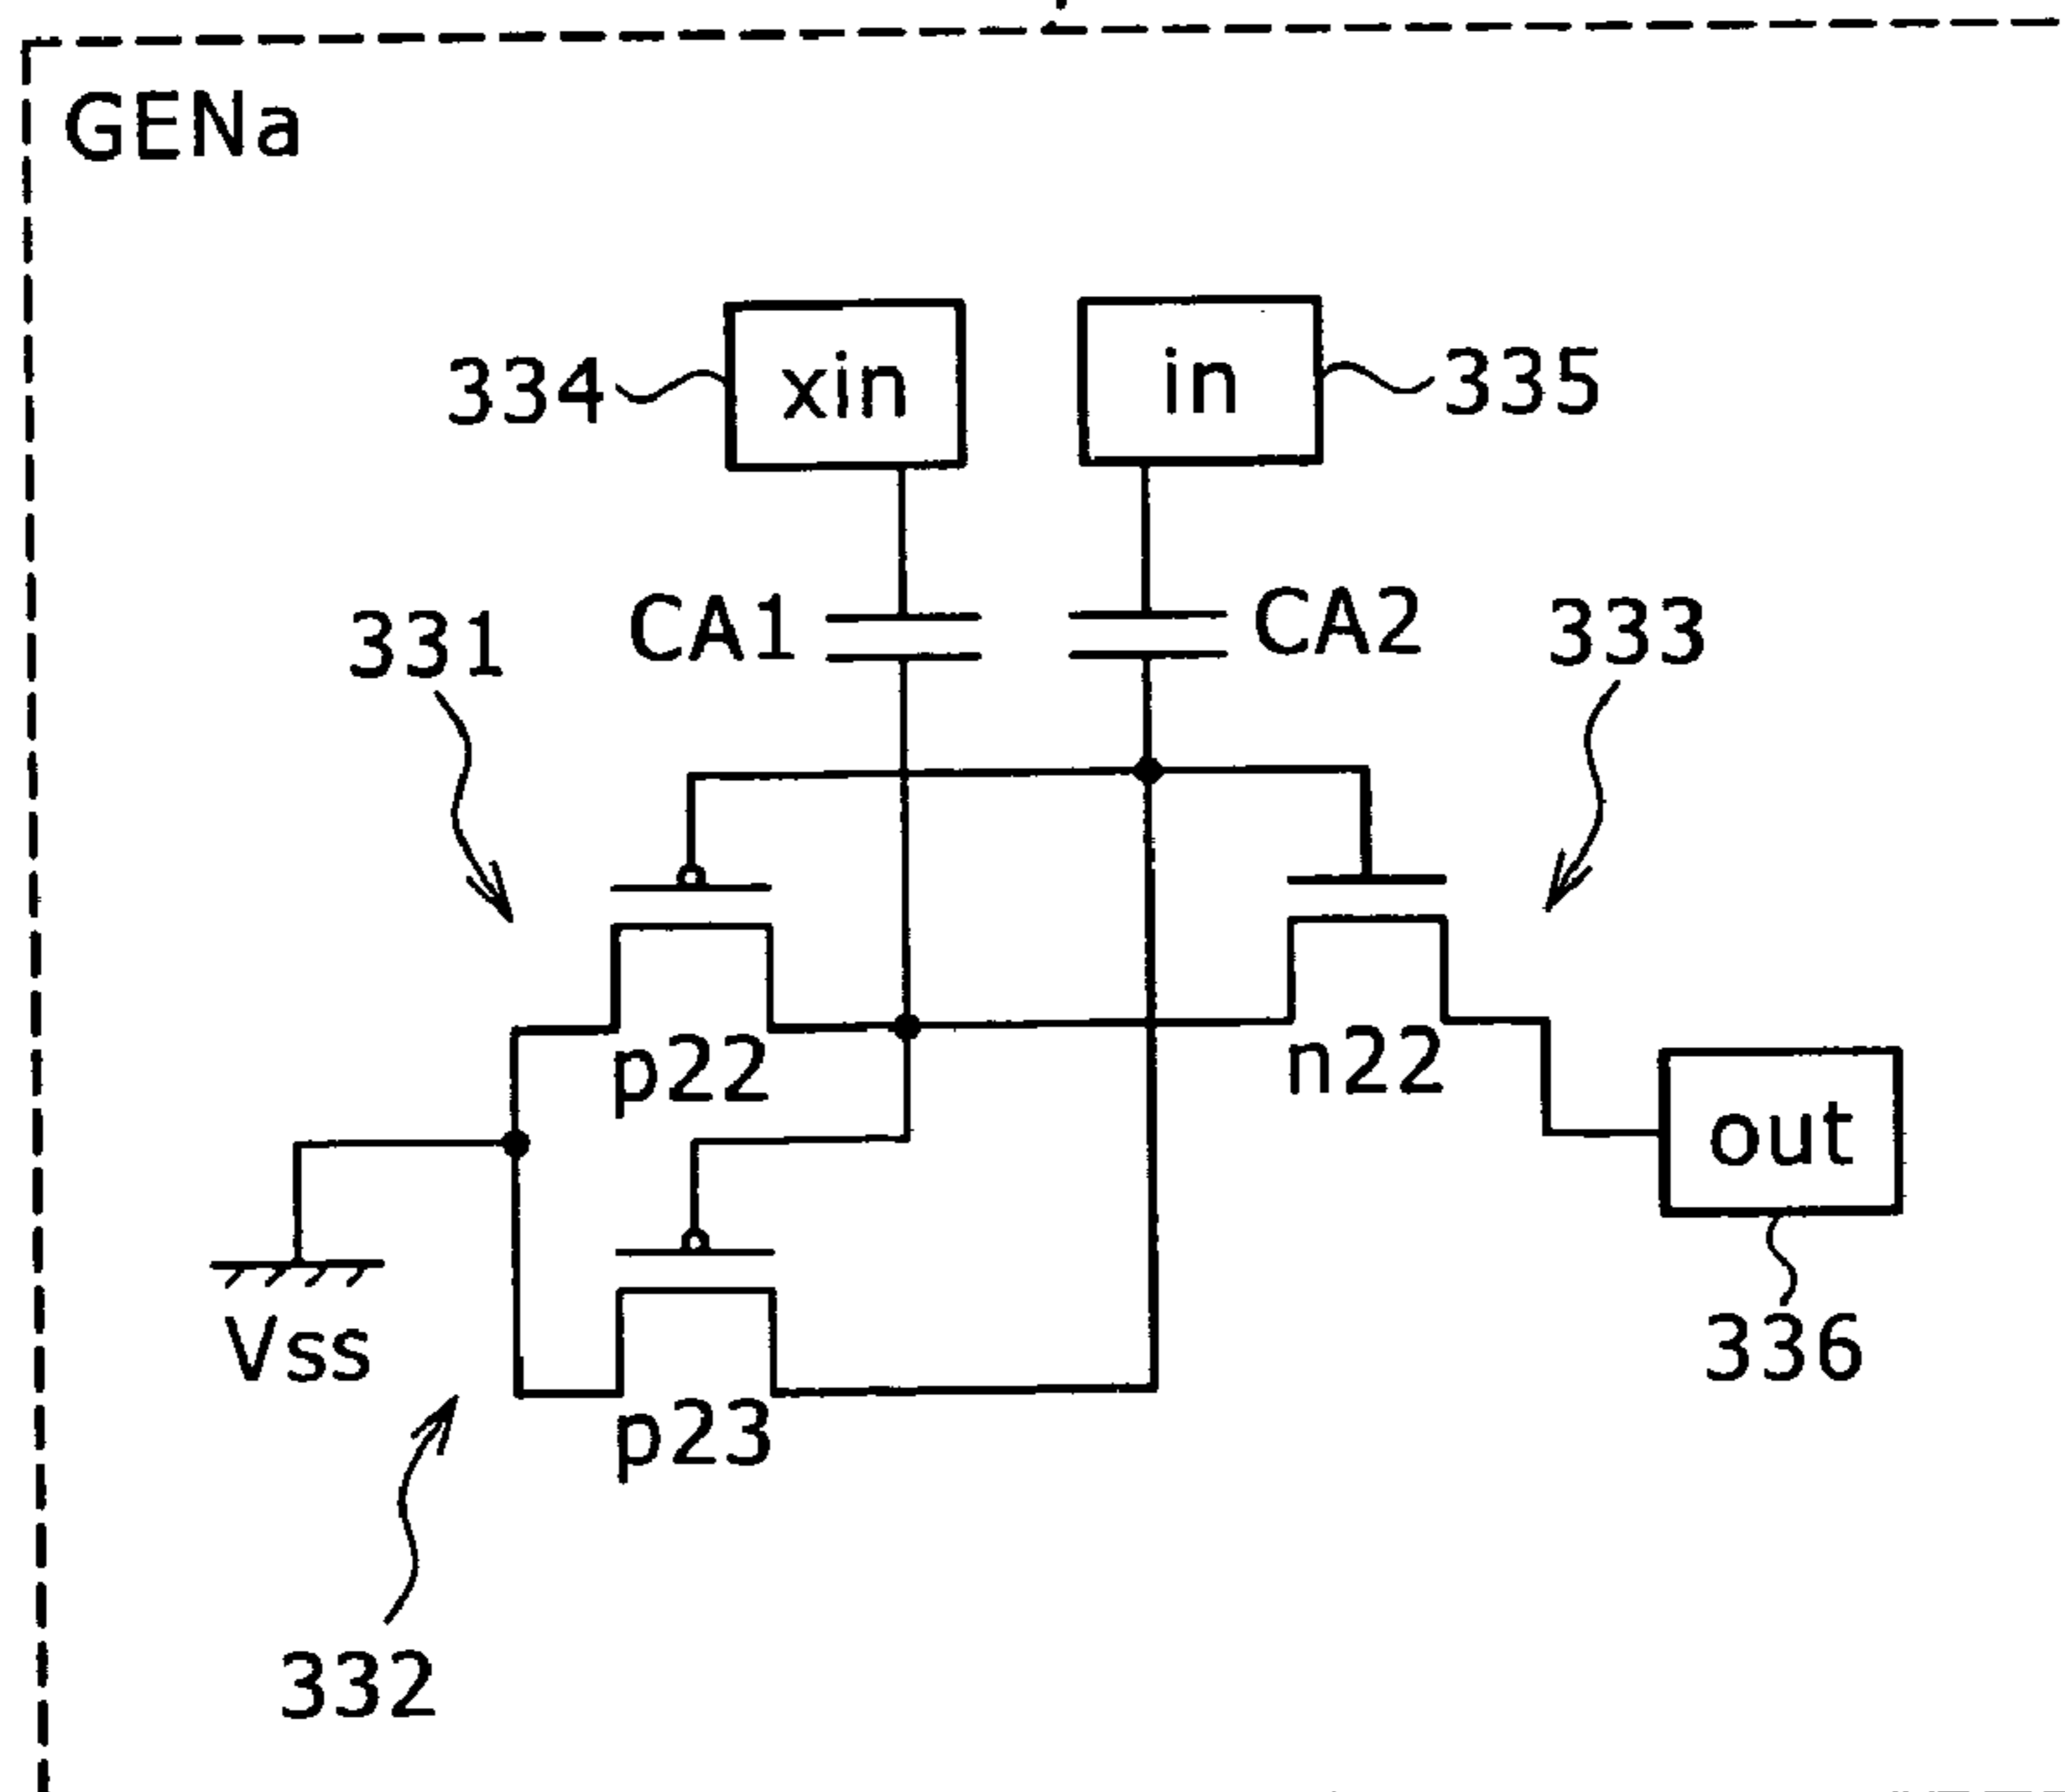 GENa
334
xin
in
335
331
CA1
CA2
333
p22
n22
out
Vss
336
p23
332